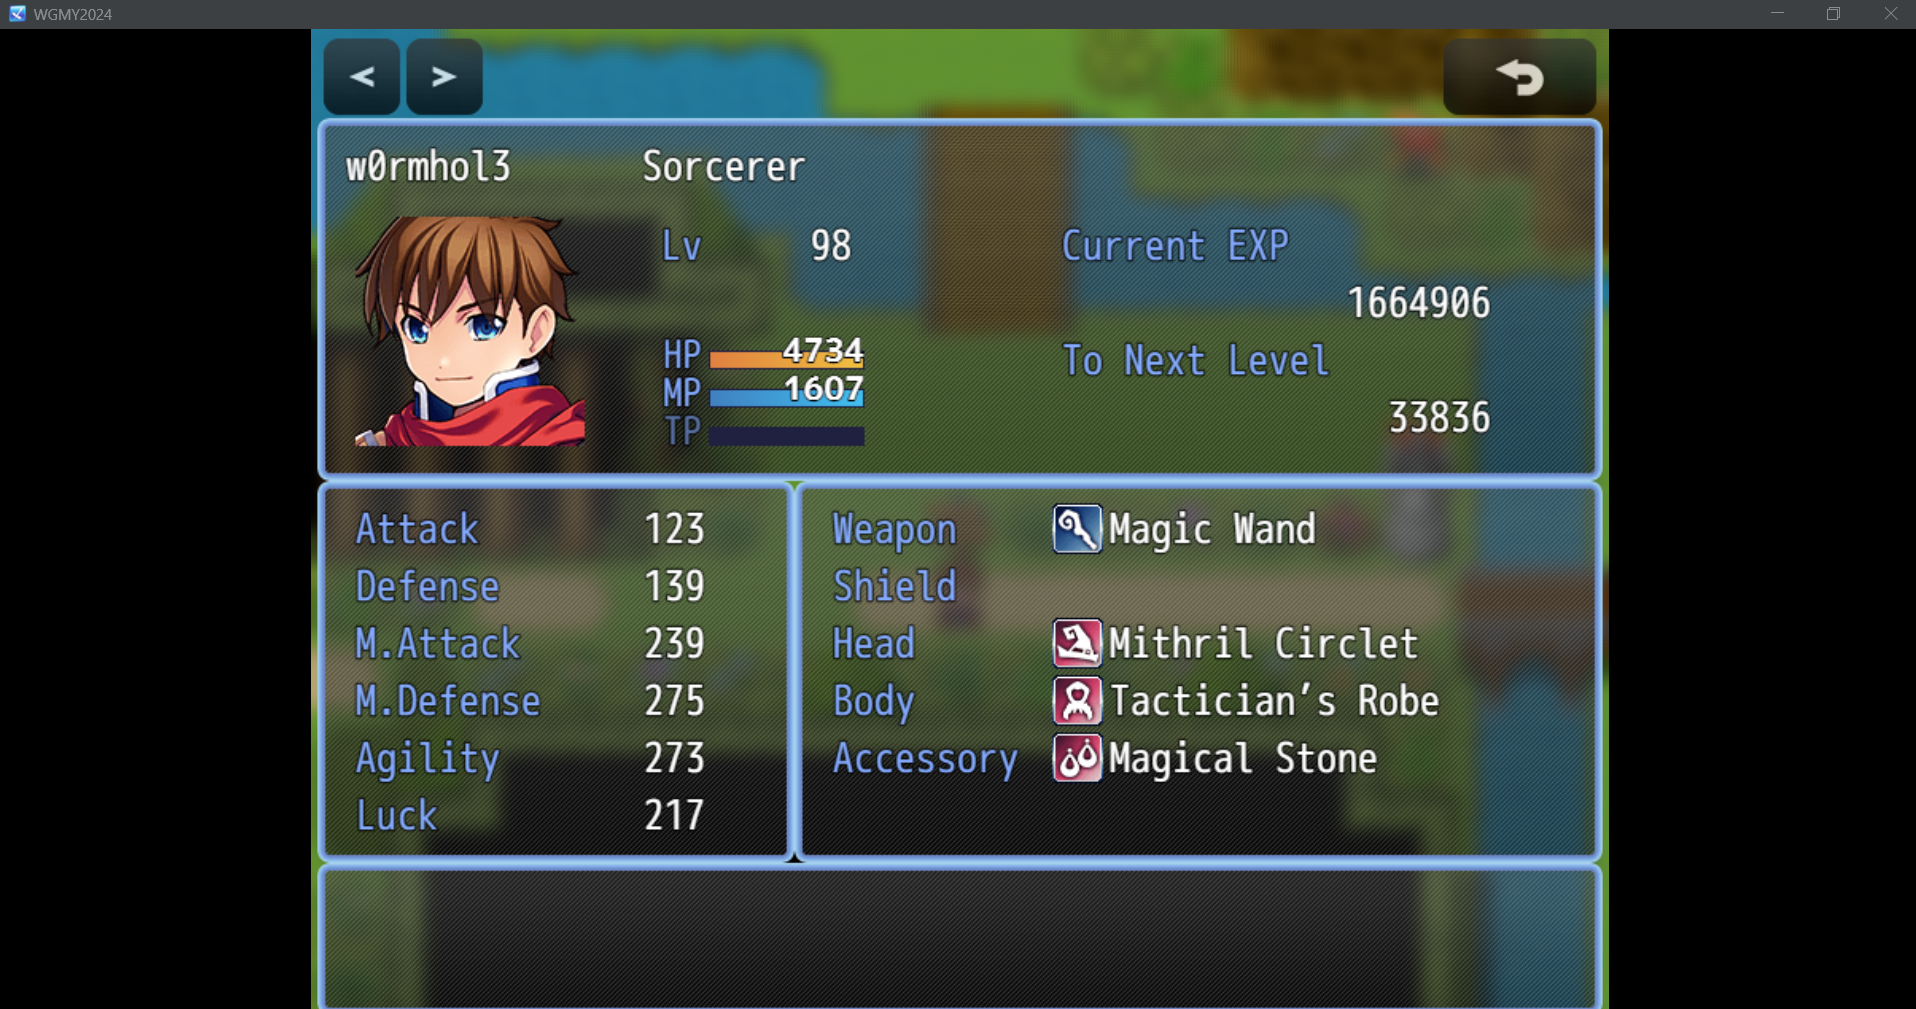 WGMY2024
< >
w0rmhol3 Sorcerer
Lv 98 Current EXP
1664906
HP 4734 To Next Level
MP 1607
TP 33836
Attack 123
Defense 139
M.Attack 239
M.Defense 275
Agility 273
Luck 217
Weapon Magic Wand
Shield
Head Mithril Circlet
Body Tactician's Robe
Accessory Magical Stone